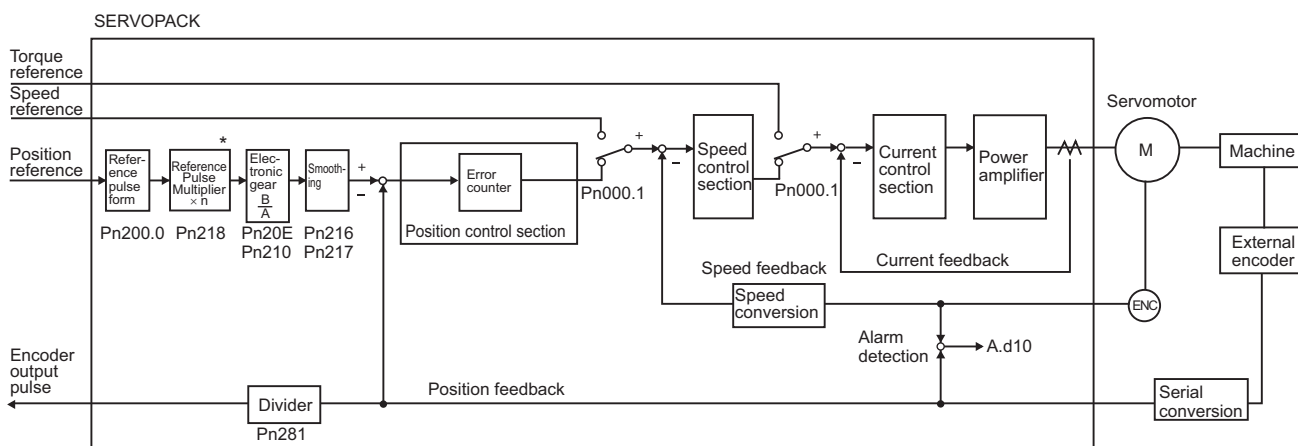 SERVOPACK
Torque
reference
Speed
reference
Position
reference
Refer-
ence
pulse
form
Pn200.0
*
Reference
Pulse
Multiplier
× n
Pn218
Elec-
tronic
gear
B
A
Pn20E
Pn210
Smooth-
ing
Pn216
Pn217
+
−
Error
counter
Position control section
Pn000.1
+
−
Speed
control
section
Pn000.1
+
−
Current
control
section
Power
amplifier
Servomotor
M
Machine
External
encoder
Current feedback
Speed feedback
Speed
conversion
ENC
Alarm
detection
A.d10
Encoder
output
pulse
Divider
Pn281
Position feedback
Serial
conversion